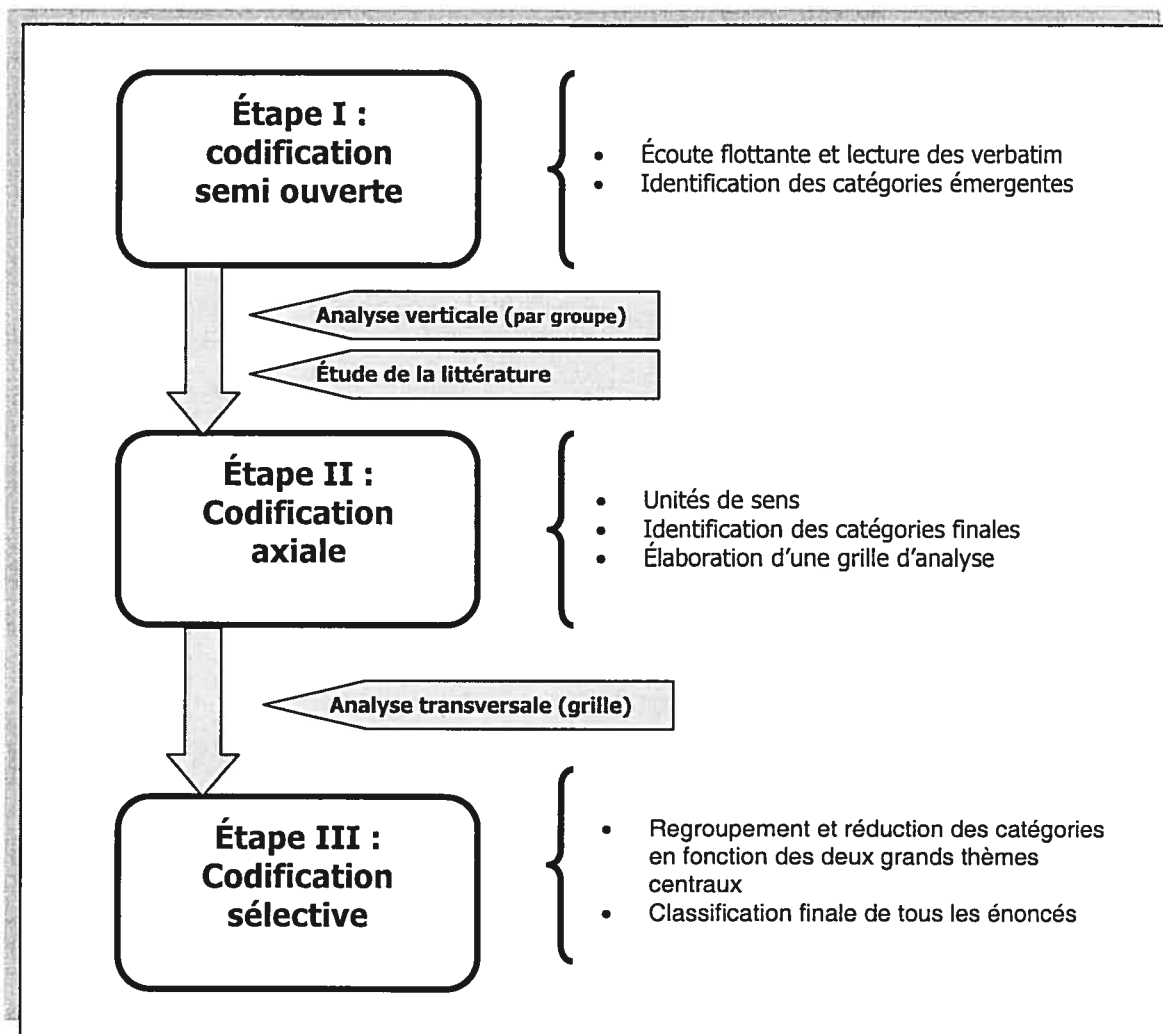 Étape I :
codification
semi ouverte
• Écoute flottante et lecture des verbatim
• Identification des catégories émergentes
Analyse verticale (par groupe)
Étude de la littérature
Étape II :
Codification
axiale
• Unités de sens
• Identification des catégories finales
• Élaboration d'une grille d'analyse
Analyse transversale (grille)
Étape III :
Codification
sélective
• Regroupement et réduction des catégories
en fonction des deux grands thèmes
centraux
• Classification finale de tous les énoncés